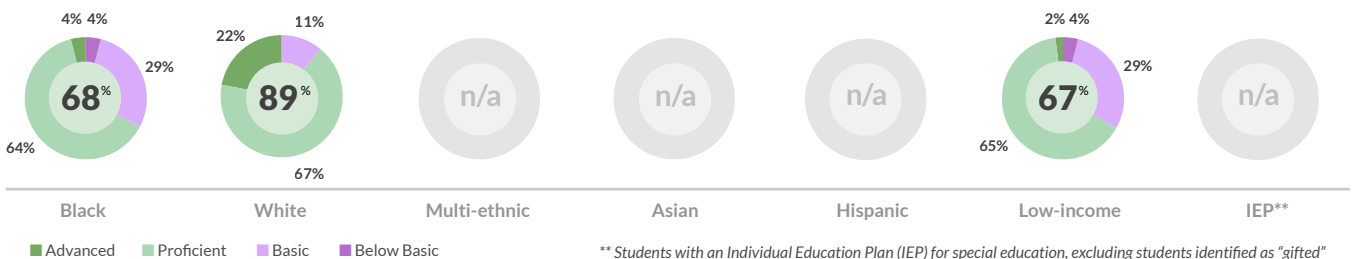 4% 4%
29%
68%
64%
11%
22%
89%
67%
n/a
n/a
n/a
2% 4%
29%
67%
65%
n/a
Black
White
Multi-ethnic
Asian
Hispanic
Low-income
IEP**
Advanced Proficient Basic Below Basic
** Students with an Individual Education Plan (IEP) for special education, excluding students identified as “gifted”